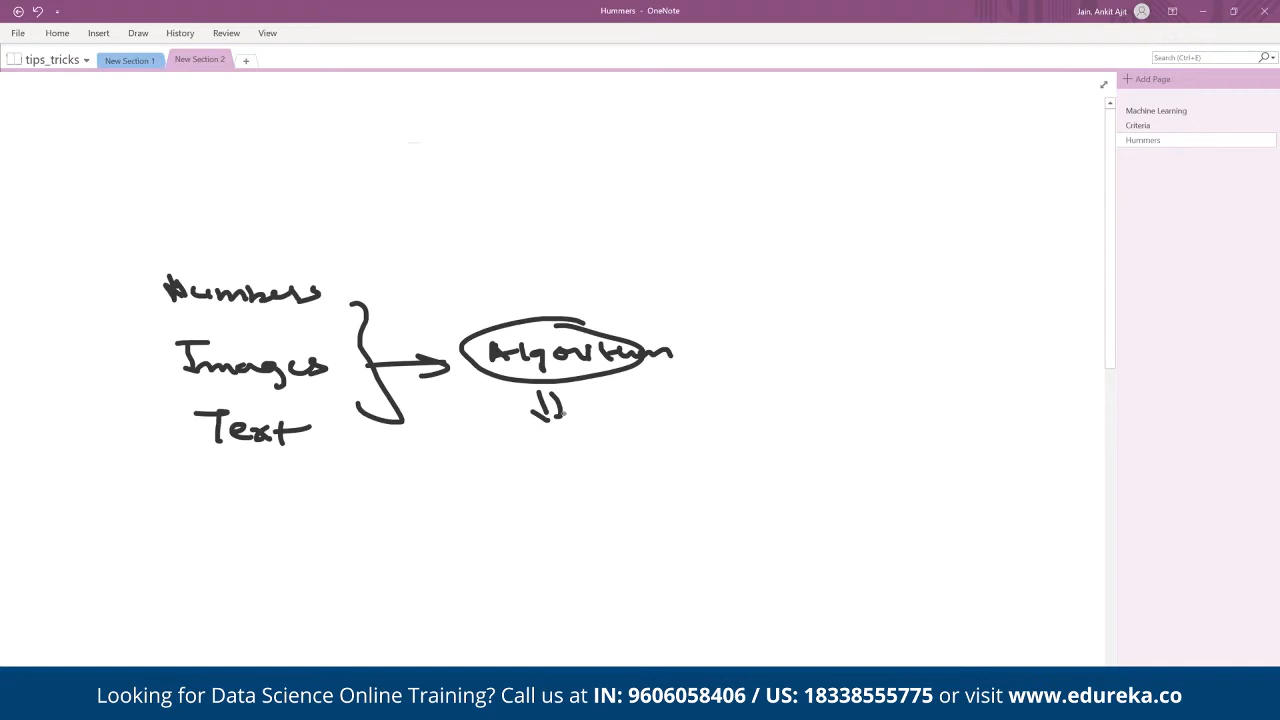 Hummers - OneNote
Jain, Ankit Ajit
File Home Insert Draw History Review View
tips_tricks New Section 1 New Section 2 +
Search (Ctrl+E)
+ Add Page
Machine Learning
Criteria
Hummers
Numbers
Images
Text
Algorithm
Looking for Data Science Online Training? Call us at IN: 9606058406 / US: 18338555775 or visit www.edureka.co